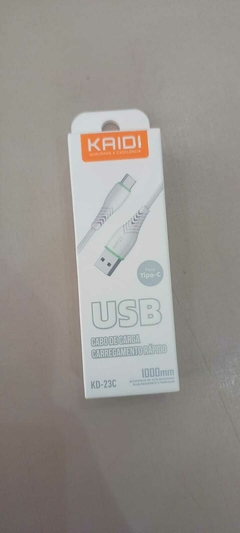 KAIDI
Tipo-C
USB
CABO DE CARGA
CARREGAMENTO RÁPIDO
KD-23C
1000mm